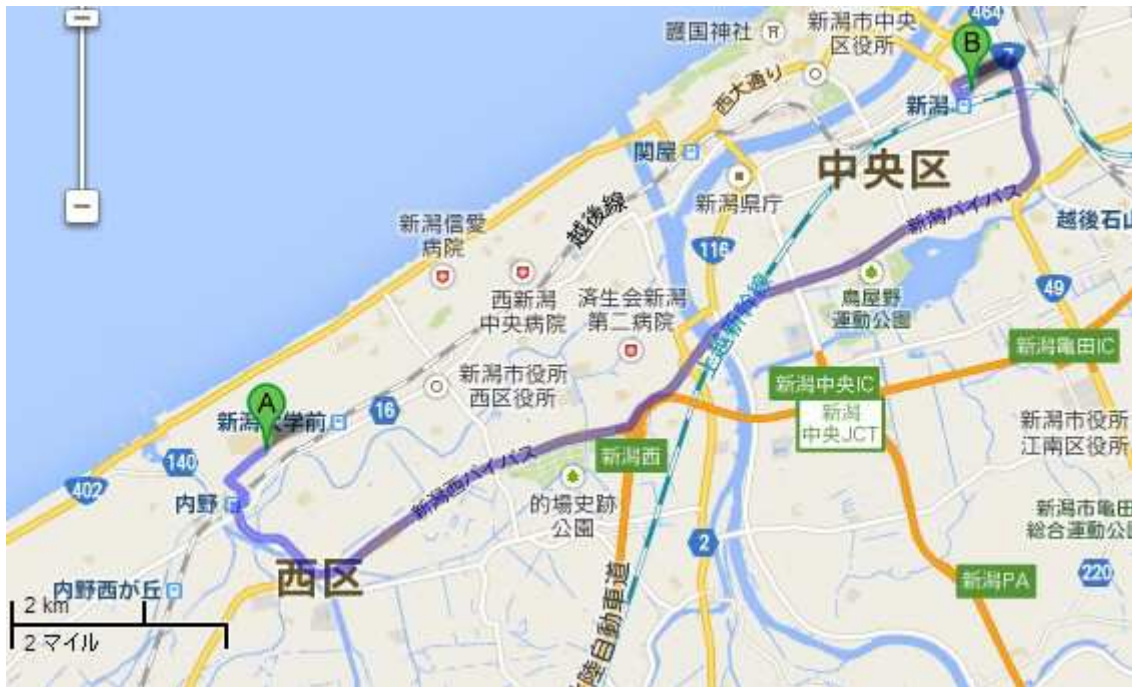 464
護国神社
新潟市中央
区役所
B
7
西大通り
新潟
関屋
中央区
新潟県庁
新潟バイパス
越後石山
新潟信愛
病院
越後線
116
西新潟
中央病院
済生会新潟
第二病院
上越新幹線
鳥屋野
運動公園
49
新潟亀田IC
新潟中央IC
新潟市役所
西区役所
A
16
新潟大学前
新潟
中央JCT
新潟市役所
江南区役所
140
新潟西
402
新潟西バイパス
内野
的場史跡
公園
新潟市亀田
総合運動公園
2
西区
220
新潟PA
内野西が丘
陸自動車道
2 km
2 マイル